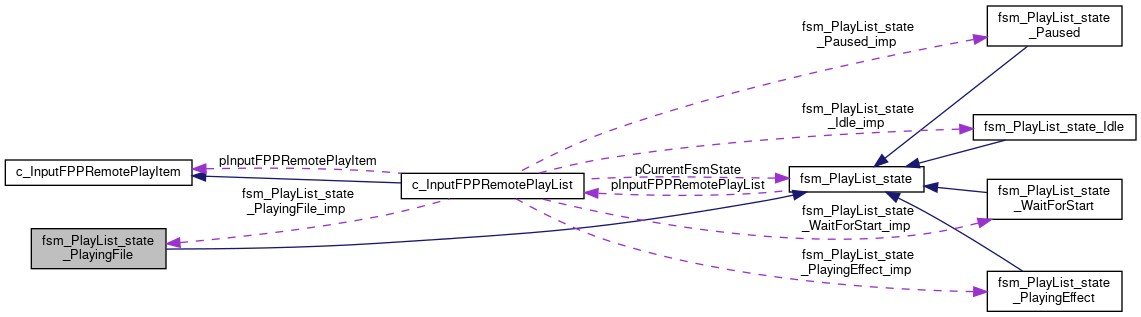 fsm_PlayList_state
_Paused
fsm_PlayList_state
_Paused_imp
fsm_PlayList_state
_Idle_imp
fsm_PlayList_state_Idle
c_InputFPPRemotePlayItem
pInputFPPRemotePlayItem
c_InputFPPRemotePlayList
pCurrentFsmState
pInputFPPRemotePlayList
fsm_PlayList_state
fsm_PlayList_state
_PlayingFile_imp
fsm_PlayList_state
_WaitForStart_imp
fsm_PlayList_state
_WaitForStart
fsm_PlayList_state
_PlayingFile
fsm_PlayList_state
_PlayingEffect_imp
fsm_PlayList_state
_PlayingEffect